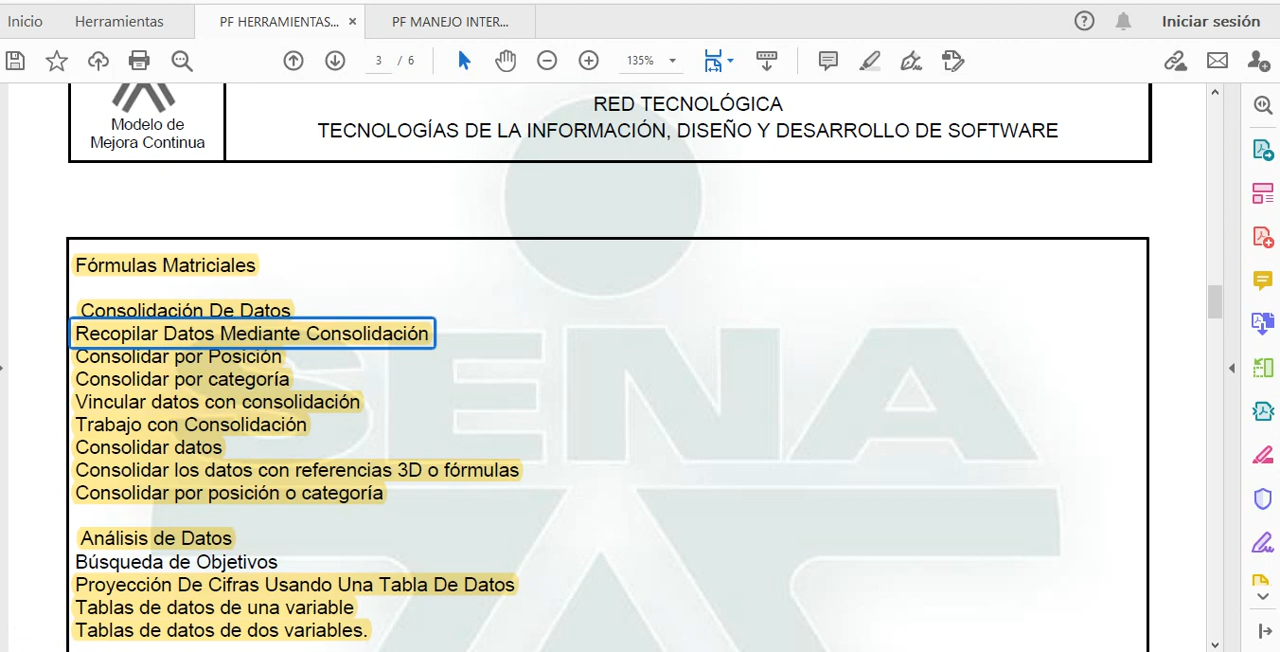 Inicio
Herramientas
PF HERRAMIENTAS... ×
PF MANEJO INTER...
Iniciar sesión
3 / 6
135%
Modelo de
Mejora Continua
RED TECNOLÓGICA
TECNOLOGÍAS DE LA INFORMACIÓN, DISEÑO Y DESARROLLO DE SOFTWARE
SENA
Fórmulas Matriciales
Consolidación De Datos
Recopilar Datos Mediante Consolidación
Consolidar por Posición
Consolidar por categoría
Vincular datos con consolidación
Trabajo con Consolidación
Consolidar datos
Consolidar los datos con referencias 3D o fórmulas
Consolidar por posición o categoría
Análisis de Datos
Búsqueda de Objetivos
Proyección De Cifras Usando Una Tabla De Datos
Tablas de datos de una variable
Tablas de datos de dos variables.